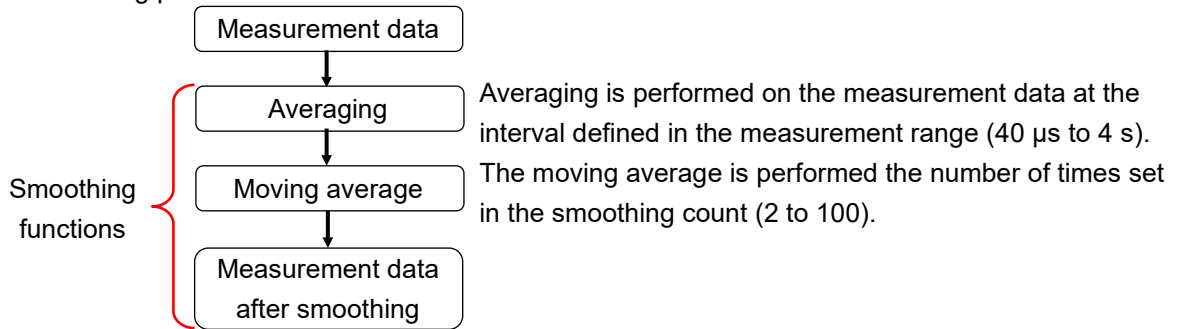 Measurement data
Averaging
Averaging is performed on the measurement data at the
interval defined in the measurement range (40 µs to 4 s).
Moving average
The moving average is performed the number of times set
in the smoothing count (2 to 100).
Smoothing
functions
Measurement data
after smoothing